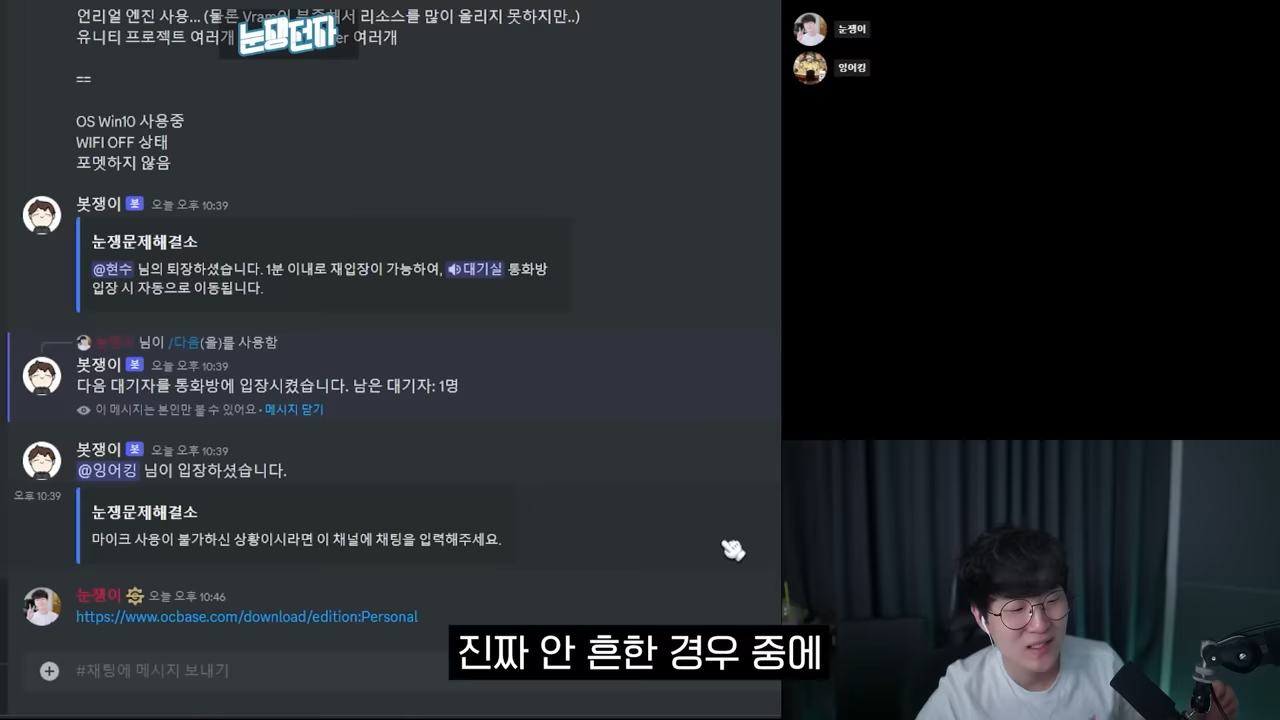 언리얼 엔진 사용... (물론 Vram이 부족해서 리소스를 많이 올리지 못하지만..)
유니티 프로젝트 여러개 er 여러개
눈쟁전자
==
OS Win10 사용중
WIFI OFF 상태
포멧하지 않음
봇쟁이 봇 오늘 오후 10:39
눈쟁문제해결소
@현수 님의 퇴장하셨습니다. 1분 이내로 재입장이 가능하여, 대기실 통화방
입장 시 자동으로 이동됩니다.
눈쟁이 님이 /다음(을)를 사용함
봇쟁이 봇 오늘 오후 10:39
다음 대기자를 통화방에 입장시켰습니다. 남은 대기자: 1명
이 메시지는 본인만 볼 수 있어요 · 메시지 닫기
봇쟁이 봇 오늘 오후 10:39
@잉어킹 님이 입장하셨습니다.
오후 10:39
눈쟁문제해결소
마이크 사용이 불가하신 상황이시라면 이 채널에 채팅을 입력해주세요.
눈쟁이 오늘 오후 10:46
https://www.ocbase.com/download/edition:Personal
#채팅에 메시지 보내기
눈쟁이
잉어킹
진짜 안 흔한 경우 중에